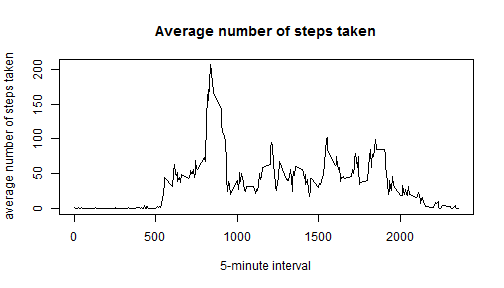 Average number of steps taken
average number of steps taken
200
150
100
50
0
0 500 1000 1500 2000
5-minute interval